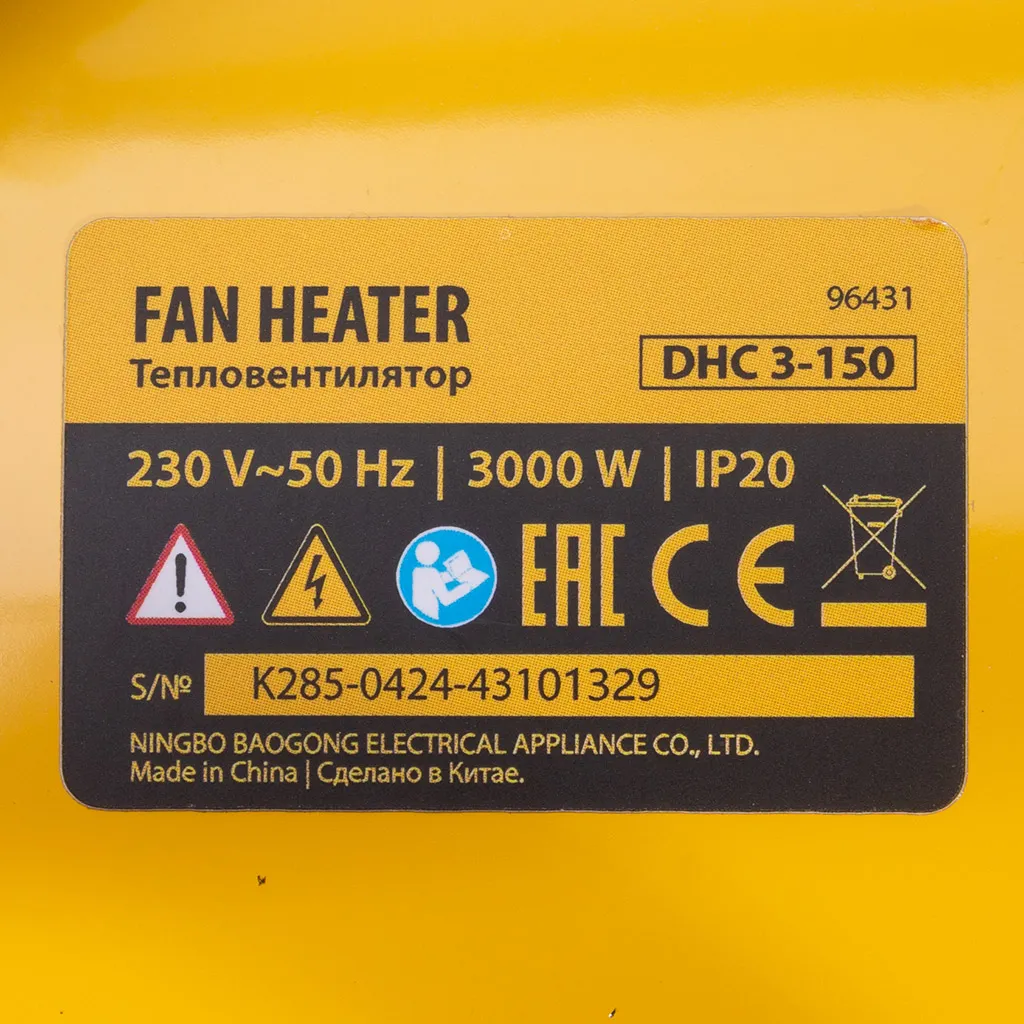 FAN HEATER
96431
Тепловентилятор
DHC 3-150
230 V~50 Hz | 3000 W | IP20
EAC CE
S/№ K285-0424-43101329
NINGBO BAOGONG ELECTRICAL APPLIANCE CO., LTD.
Made in China | Сделано в Китае.